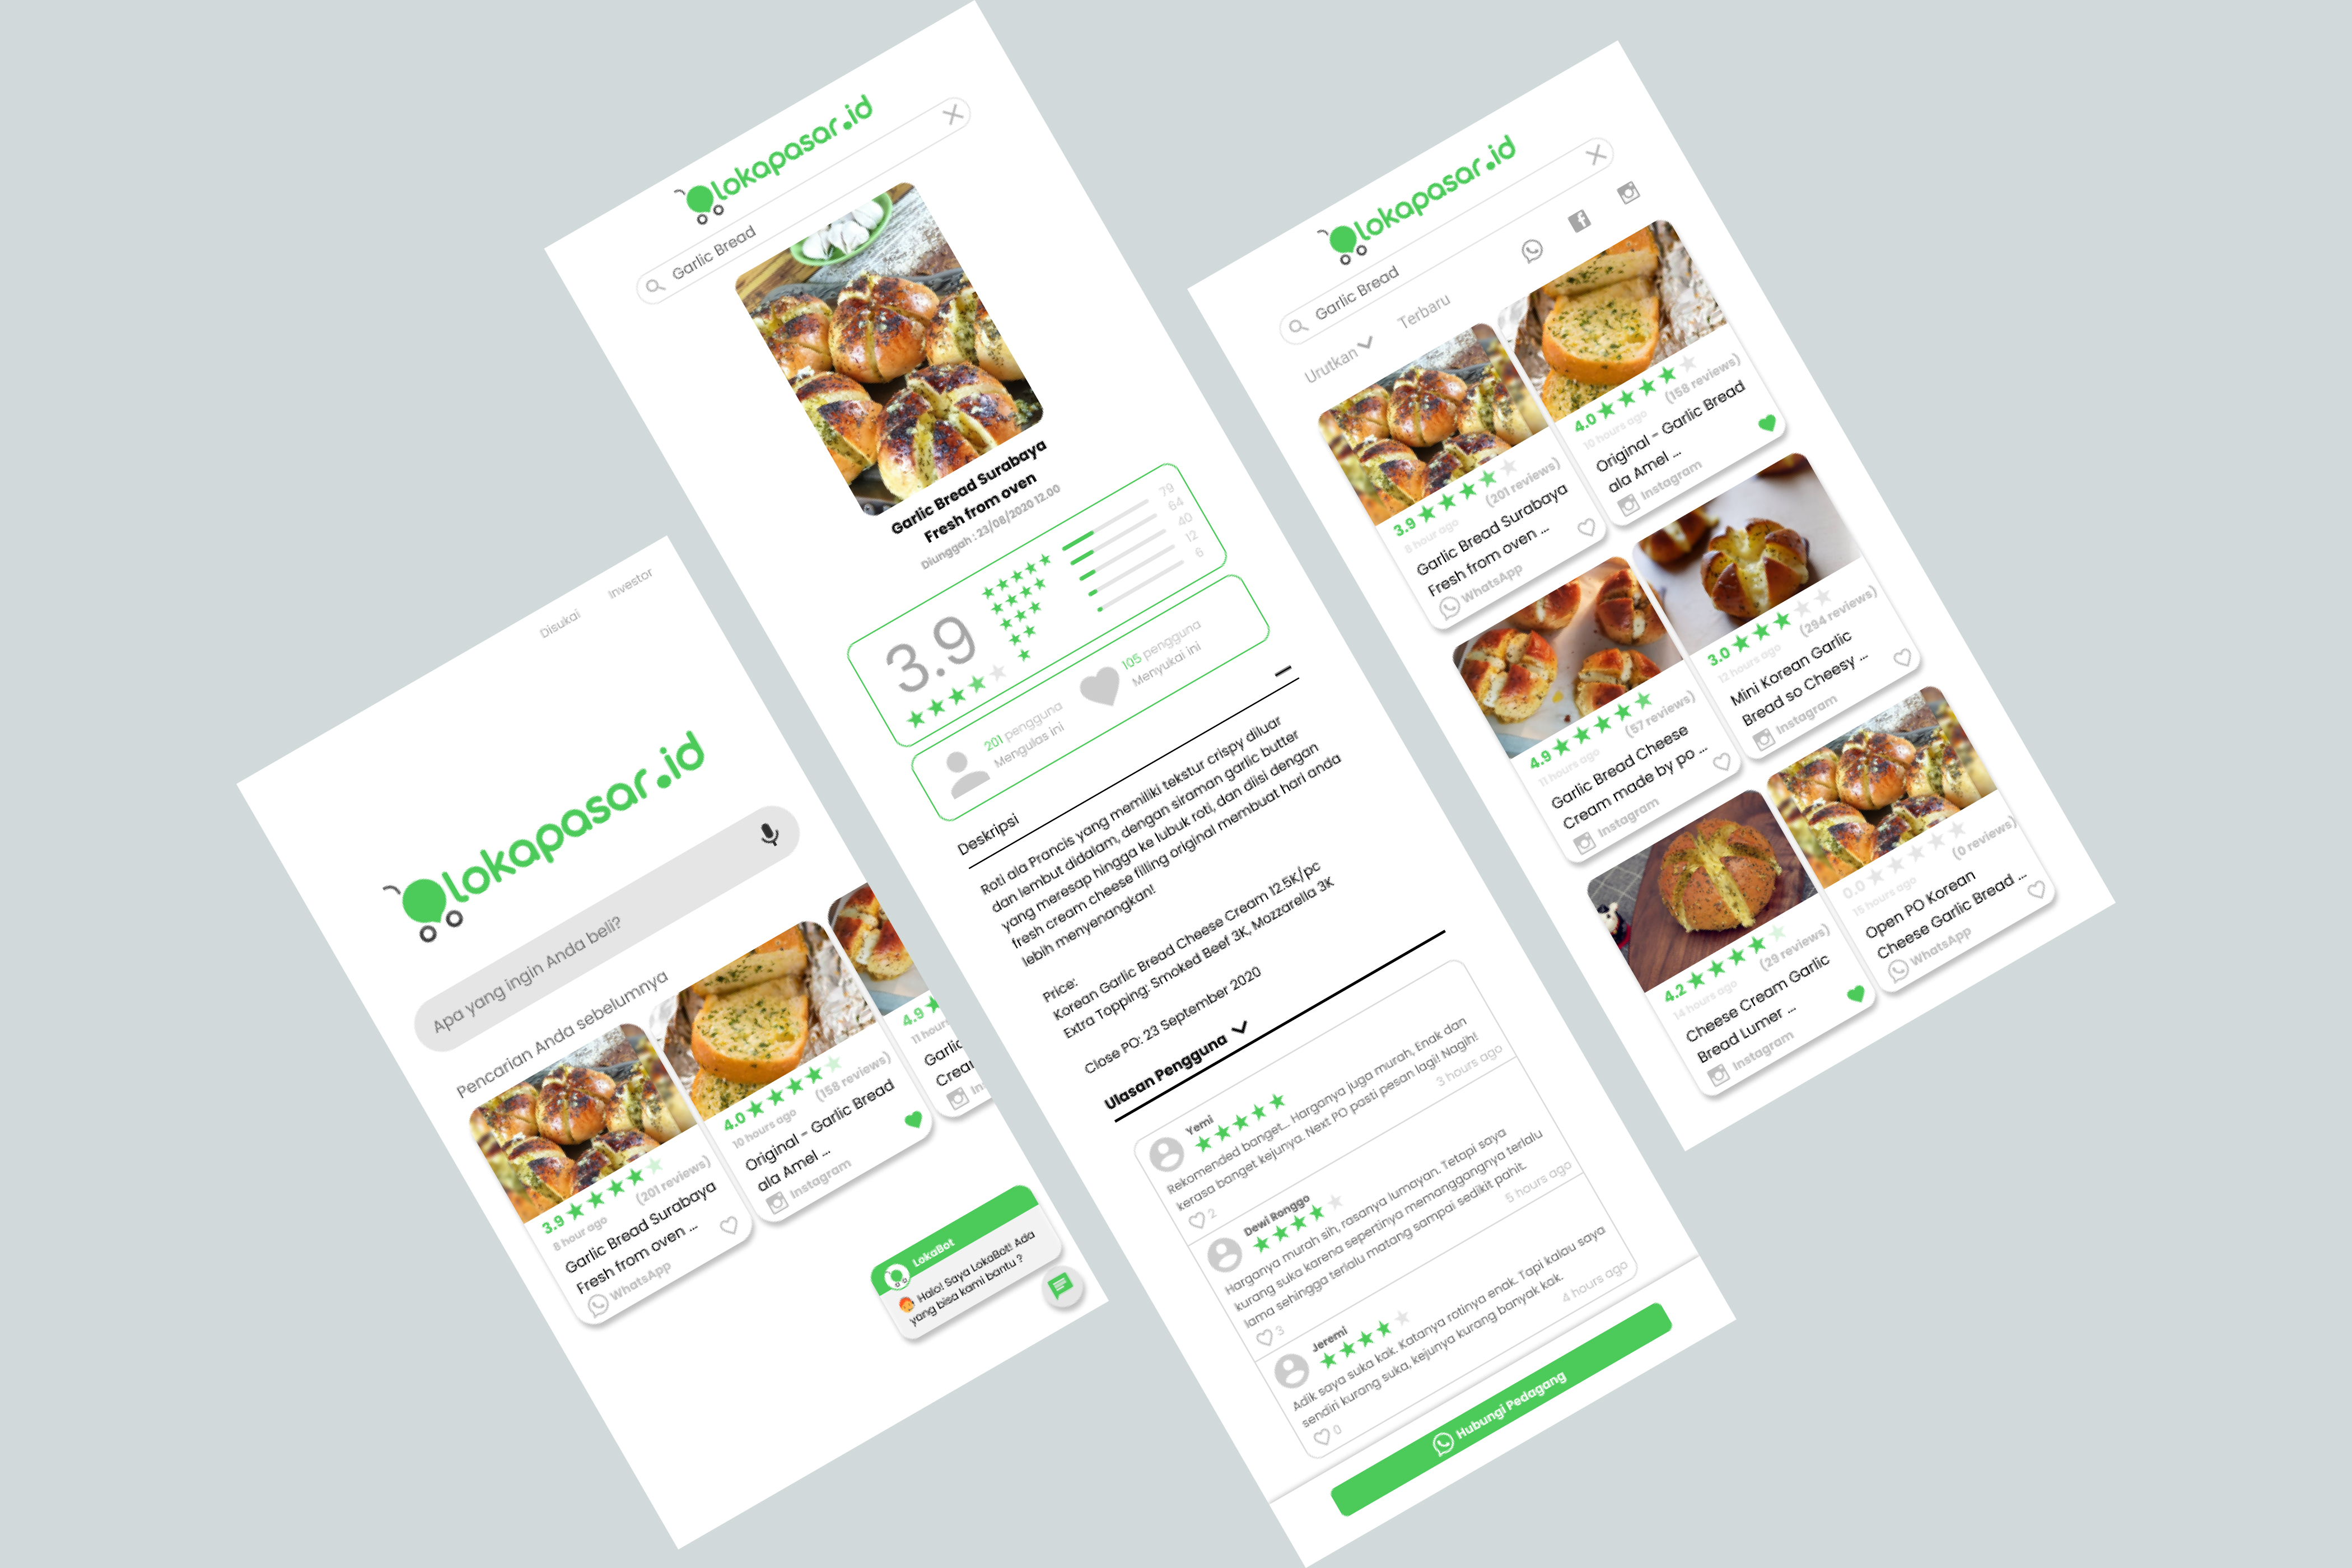 Disukai
Investor
lokapasar.id
Apa yang ingin Anda beli?
Pencarian Anda sebelumnya
3.9
(201 reviews)
8 hour ago
Garlic Bread Surabaya
Fresh from oven ...
WhatsApp
4.0
(158 reviews)
10 hours ago
Original - Garlic Bread
ala Amel ...
Instagram
4.9
11 hour
Garlic
Crea
In
LokaBot
Halo! Saya LokaBot! Ada
yang bisa kami bantu ?
lokapasar.id
Garlic Bread
Garlic Bread Surabaya
Fresh from oven
Diunggah : 23/08/2020 12.00
3.9
79
64
40
12
6
201 pengguna
Mengulas ini
105 pengguna
Menyukai ini
Deskripsi
Roti ala Prancis yang memiliki tekstur crispy diluar
dan lembut didalam, dengan siraman garlic butter
yang meresap hingga ke lubuk roti, dan diisi dengan
fresh cream cheese filling original membuat hari anda
lebih menyenangkan!
Price:
Korean Garlic Bread Cheese Cream 12.5K/pc
Extra Topping: Smoked Beef 3K, Mozzarella 3K
Close PO: 23 September 2020
Ulasan Pengguna
Yemi
Rekomended banget... Harganya juga murah, Enak dan
kerasa banget kejunya. Next PO pasti pesan lagi! Nagih!
2
3 hours ago
Dewi Ronggo
Harganya murah sih, rasanya lumayan. Tetapi saya
kurang suka karena sepertinya memanggangnya terlalu
lama sehingga terlalu matang sampai sedikit pahit.
3
5 hours ago
Jeremi
Adik saya suka kak. Katanya rotinya enak. Tapi kalau saya
sendiri kurang suka, kejunya kurang banyak kak.
0
4 hours ago
Hubungi Pedagang
lokapasar.id
Garlic Bread
Urutkan
Terbaru
3.9
(201 reviews)
8 hour ago
Garlic Bread Surabaya
Fresh from oven ...
WhatsApp
4.0
(158 reviews)
10 hours ago
Original - Garlic Bread
ala Amel ...
Instagram
4.9
(57 reviews)
11 hours ago
Garlic Bread Cheese
Cream made by po ...
Instagram
3.0
(294 reviews)
12 hours ago
Mini Korean Garlic
Bread so Cheesy ...
Instagram
4.2
(29 reviews)
14 hours ago
Cheese Cream Garlic
Bread Lumer ...
Instagram
0.0
(0 reviews)
15 hours ago
Open PO Korean
Cheese Garlic Bread ...
WhatsApp